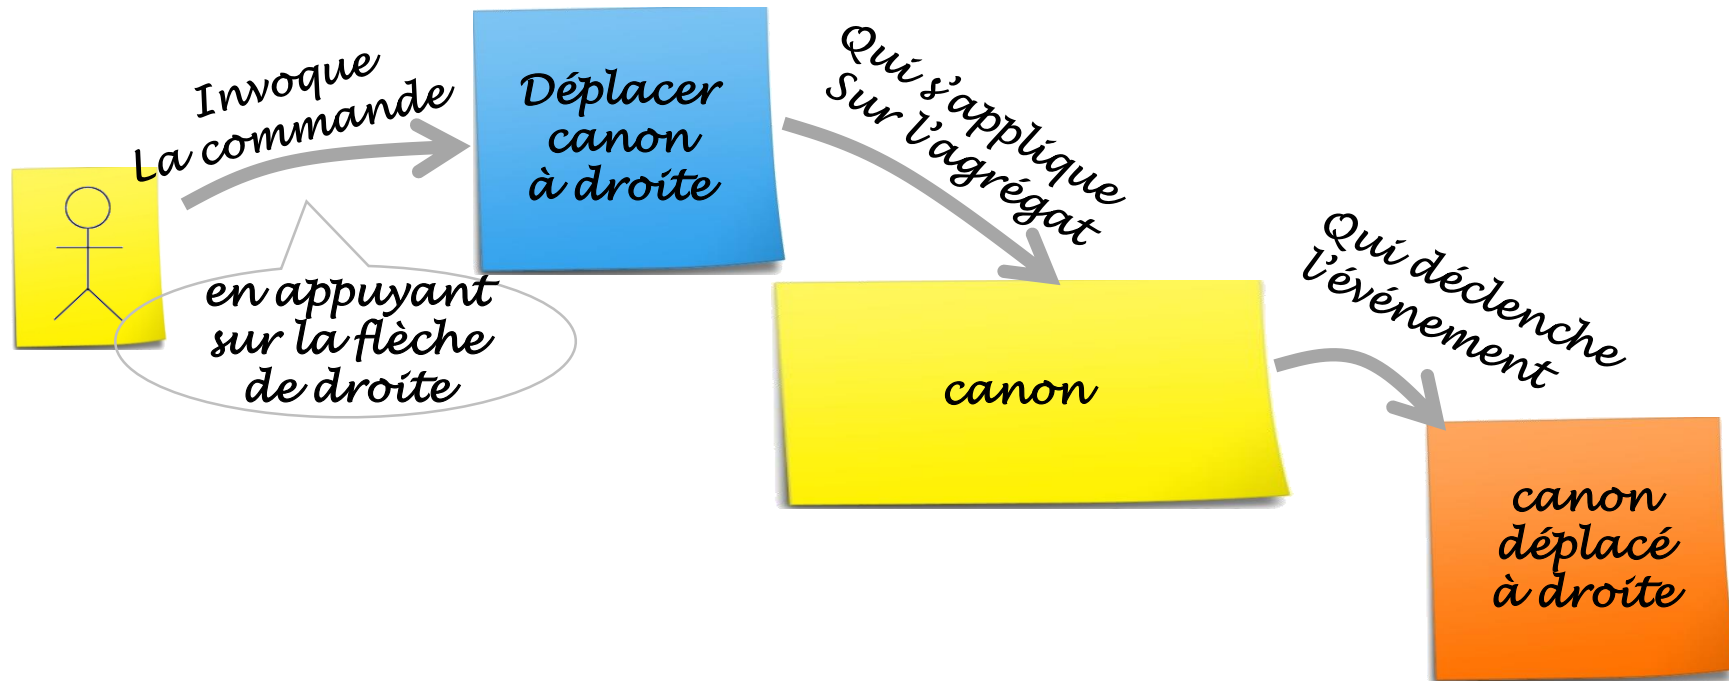 Invoque
La commande
en appuyant
sur la flèche
de droite
Déplacer
canon
à droite
Qui s'applique
Sur l'agrégat
canon
Qui déclenche
l'événement
canon
déplacé
à droite